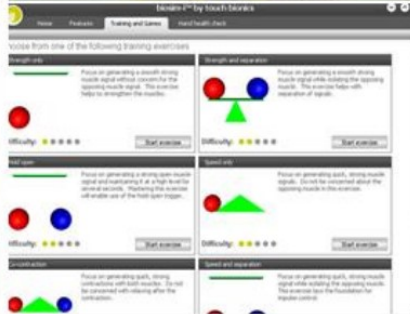 biosim-i™ by touch bionics
Home Features Training and Games Hand health check
hoose from one of the following training exercises
Strength only
Focus on generating a smooth strong
muscle signal without concern for the
opposing muscle signal. This exercise
helps to strengthen the muscles.
Difficulty:
Start exercise
Strength and separation
Focus on generating a smooth strong
muscle signal while isolating the opposing
muscle. This exercise helps with
separation of signals.
Difficulty:
Start exercise
Hold open
Focus on generating a strong open muscle
signal and maintaining it at a high level for
several seconds. Mastering this exercise
will enable use of the hold open trigger.
Difficulty:
Start exercise
Speed only
Focus on generating quick, strong muscle
signals. Do not be concerned about the
opposing muscle in this exercise.
Difficulty:
Start exercise
Co-contraction
Focus on generating quick, strong
contractions with both muscles. Do not
be concerned with relaxing after the
contraction.
Speed and separation
Focus on generating quick, strong muscle
signal while isolating the opposing muscle.
This exercise lays the foundation for
impulse control.